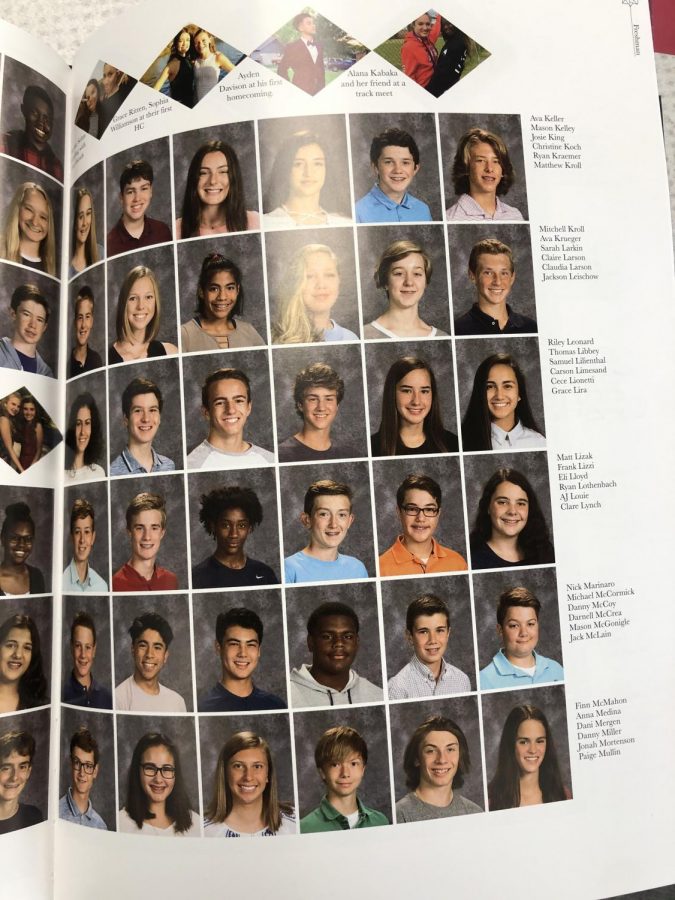 Freshman
Grace Rizen, Sophia
Williamson at their first
HC
Ayden
Davison at his first
homecoming.
Alana Kabaka
and her friend at a
track meet
Ava Keller
Mason Kelley
Josie King
Christine Koch
Ryan Kraemer
Matthew Kroll
Mitchell Kroll
Ava Krueger
Sarah Larkin
Claire Larson
Claudia Larson
Jackson Leischow
Riley Leonard
Thomas Libbey
Samuel Lilienthal
Carson Limesand
Cece Lionetti
Grace Lira
Matt Lizak
Frank Lizzi
Eli Lloyd
Ryan Lothenbach
AJ Louie
Clare Lynch
Nick Marinaro
Michael McCormick
Danny McCoy
Darnell McCrea
Mason McGonigle
Jack McLain
Finn McMahon
Anna Medina
Dani Mergen
Danny Miller
Jonah Mortenson
Paige Mullin